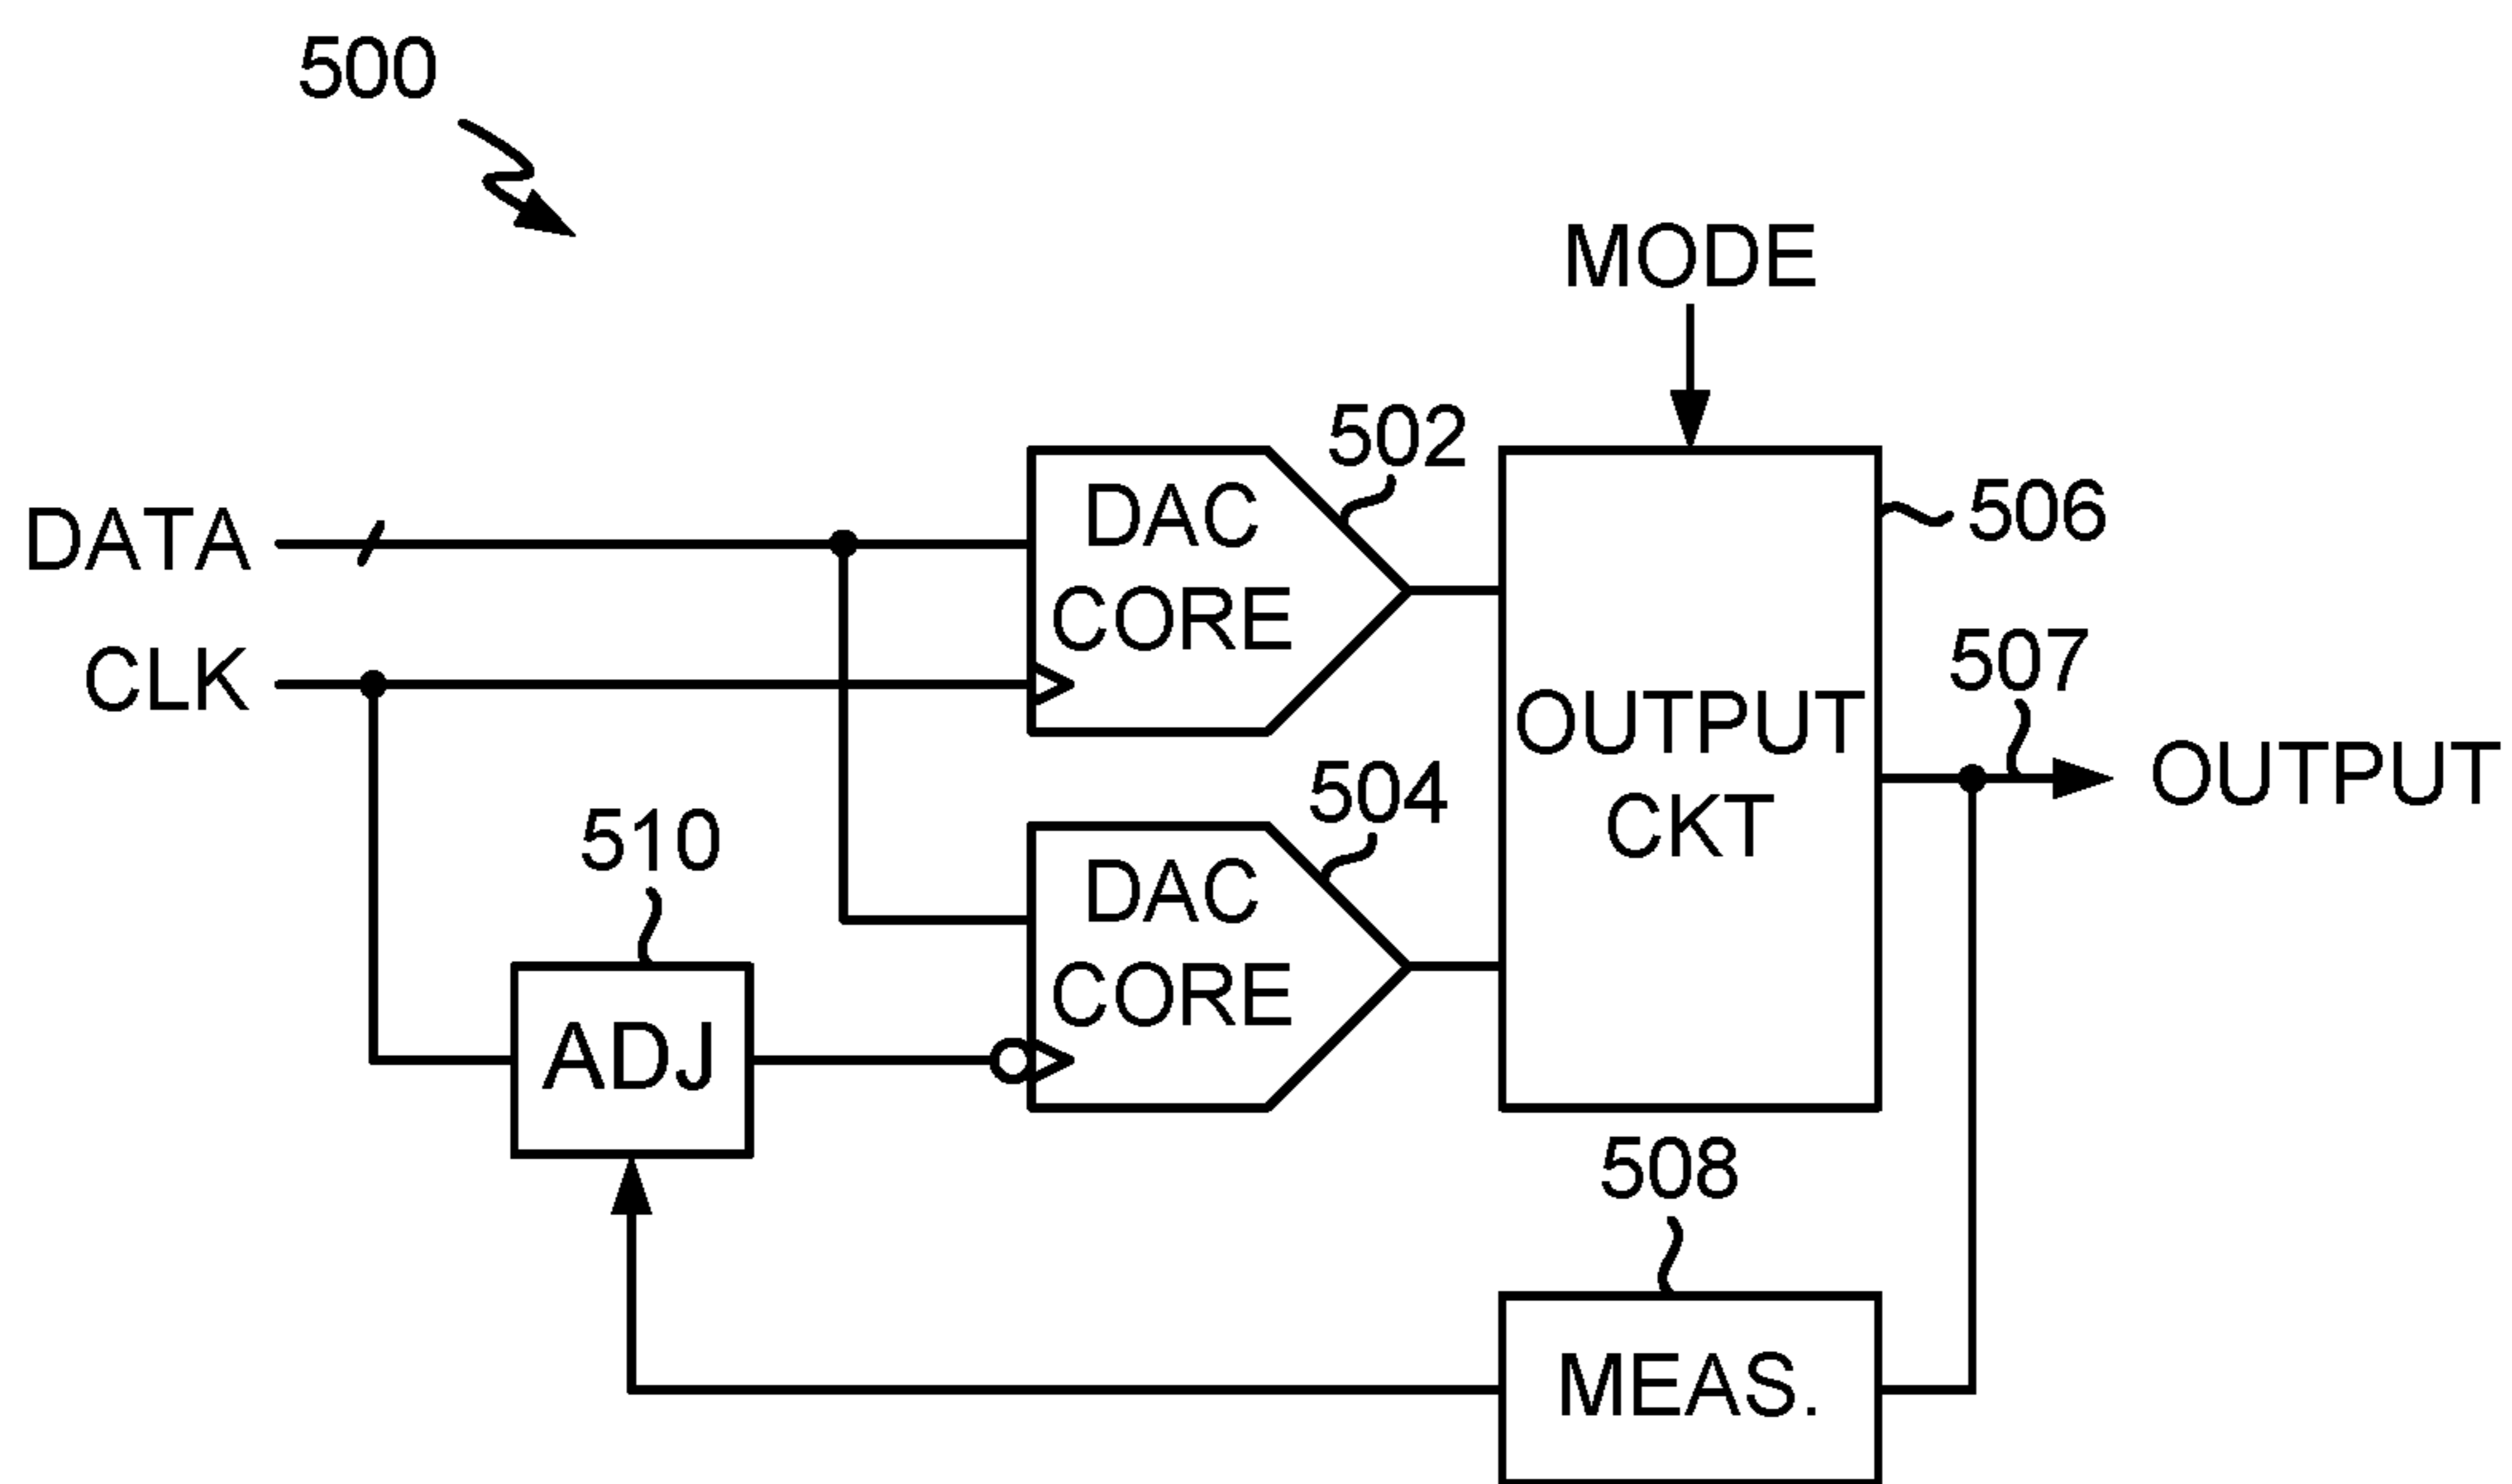 500
MODE
502
DATA
DAC
CORE
506
CLK
507
OUTPUT
CKT
OUTPUT
504
510
DAC
CORE
ADJ
508
MEAS.